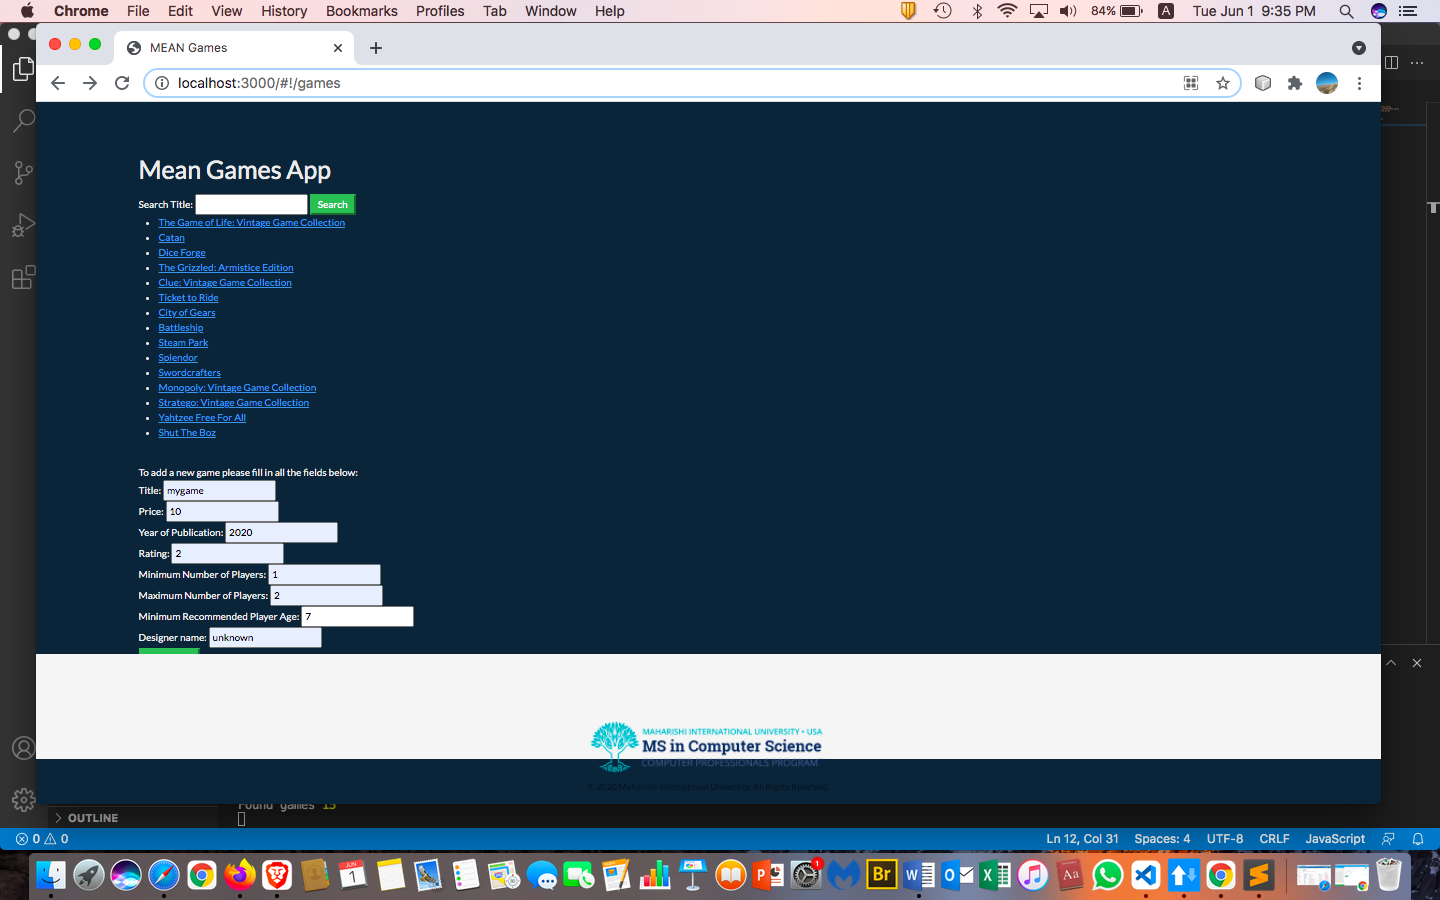 Chrome File Edit View History Bookmarks Profiles Tab Window Help 84% A Tue Jun 1 9:35 PM
MEAN Games
localhost:3000/#!/games
Mean Games App
Search Title: Search
The Game of Life: Vintage Game Collection
Catan
Dice Forge
The Grizzled: Armistice Edition
Clue: Vintage Game Collection
Ticket to Ride
City of Gears
Battleship
Steam Park
Splendor
Swordcrafters
Monopoly: Vintage Game Collection
Stratego: Vintage Game Collection
Yahtzee Free For All
Shut The Boz
To add a new game please fill in all the fields below:
Title: mygame
Price: 10
Year of Publication: 2020
Rating: 2
Minimum Number of Players: 1
Maximum Number of Players: 2
Minimum Recommended Player Age: 7
Designer name: unknown
MAHARISHI INTERNATIONAL UNIVERSITY • USA
MS in Computer Science
COMPUTER PROFESSIONALS PROGRAM
© 2020 Maharishi International University. All Rights Reserved.
Found games 15
OUTLINE
0 0 Ln 12, Col 31 Spaces: 4 UTF-8 CRLF JavaScript
JUN
1
1
Br
Aa